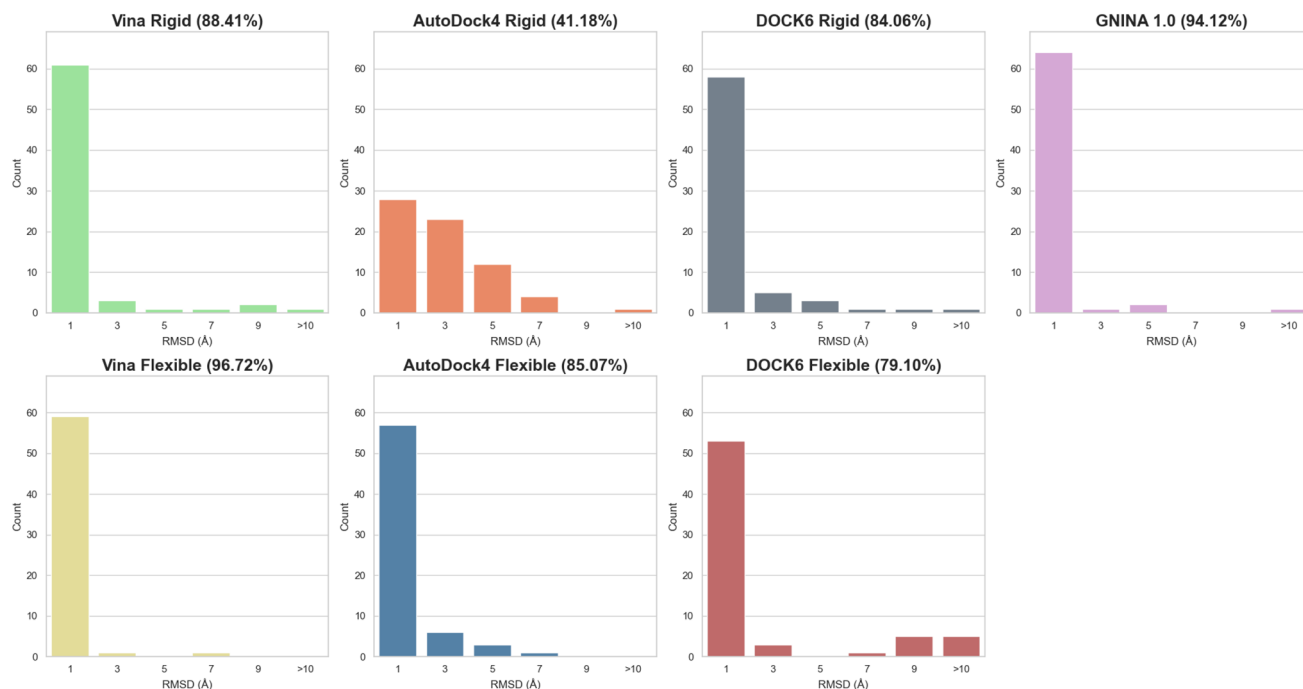 Vina Rigid (88.41%)
60
50
40
30
20
10
0
Count
1 3 5 7 9 >10
RMSD (Å)
AutoDock4 Rigid (41.18%)
60
50
40
30
20
10
0
Count
1 3 5 7 9 >10
RMSD (Å)
DOCK6 Rigid (84.06%)
60
50
40
30
20
10
0
Count
1 3 5 7 9 >10
RMSD (Å)
GNINA 1.0 (94.12%)
60
50
40
30
20
10
0
Count
1 3 5 7 9 >10
RMSD (Å)
Vina Flexible (96.72%)
60
50
40
30
20
10
0
Count
1 3 5 7 9 >10
RMSD (Å)
AutoDock4 Flexible (85.07%)
60
50
40
30
20
10
0
Count
1 3 5 7 9 >10
RMSD (Å)
DOCK6 Flexible (79.10%)
60
50
40
30
20
10
0
Count
1 3 5 7 9 >10
RMSD (Å)